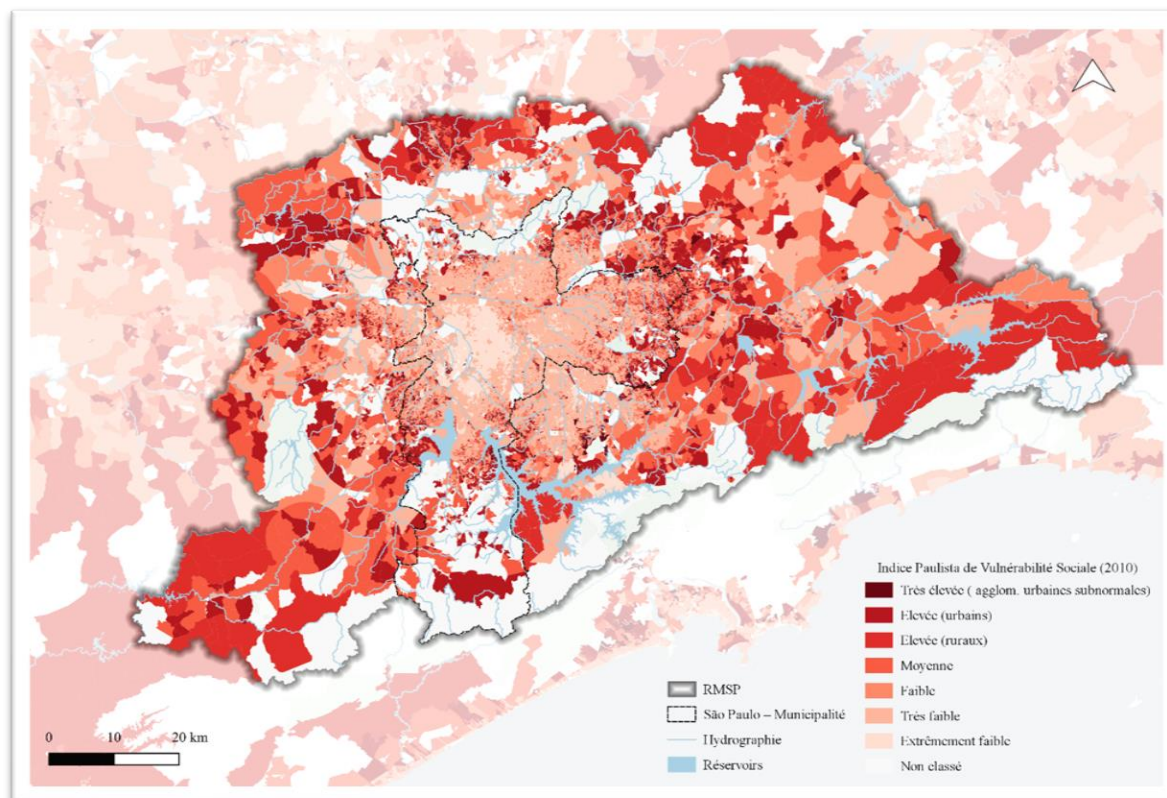 Indice Paulista de Vulnérabilité Sociale (2010)
Très élevée ( agglom. urbaines subnormales)
Elevée (urbains)
Elevée (ruraux)
Moyenne
Faible
Très faible
Extrêmement faible
Non classé
RMSP
São Paulo – Municipalité
Hydrographie
Réservoirs
0 10 20 km